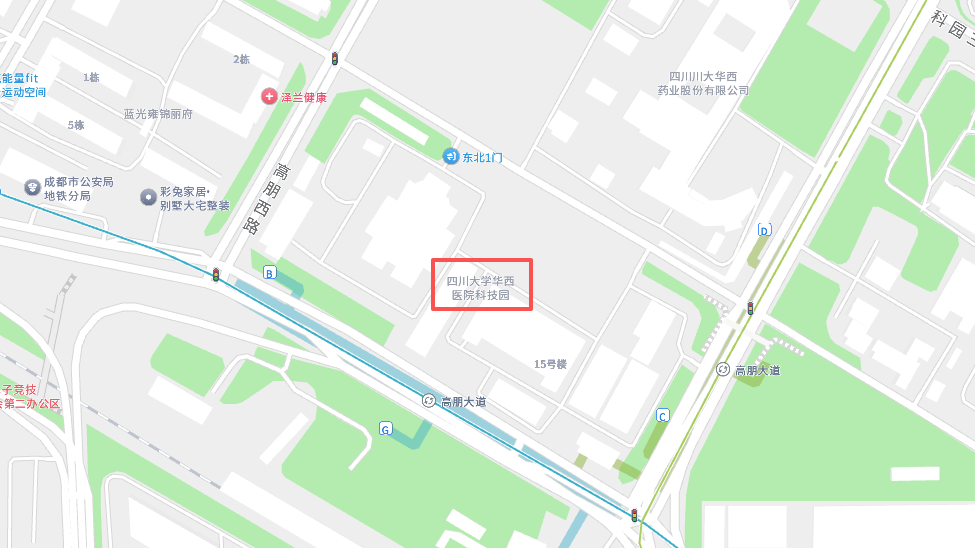 科园三
2栋
能量fit
运动空间
1栋
四川川大华西
药业股份有限公司
泽兰健康
蓝光雍锦丽府
5栋
东北1门
成都市公安局
地铁分局
彩兔家居·
别墅大宅整装
高朋西路
D
B
四川大学华西
医院科技园
15号楼
高朋大道
子竞技
会第二办公区
高朋大道
C
G